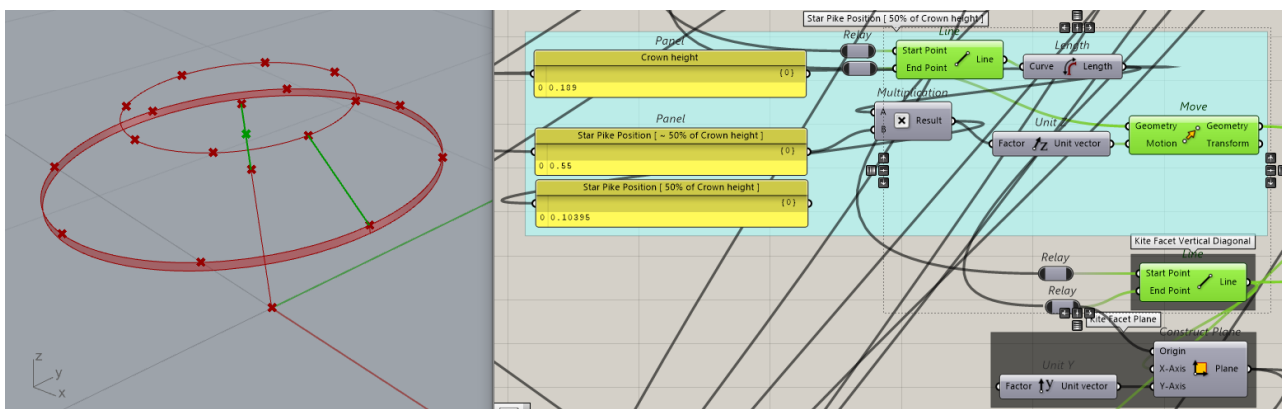 Star Pike Position [ 50% of Crown height ]
Panel
Crown height
{0}
0 0.189
Relay
Line
Start Point
End Point
Line
Length
Curve
Length
Multiplication
A
B
Result
Panel
Star Pike Position [ ~ 50% of Crown height ]
{0}
0 0.55
Unit Z
Factor
z
Unit vector
Move
Geometry
Motion
Geometry
Transform
Star Pike Position [ 50% of Crown height ]
{0}
0 0.10395
Kite Facet Vertical Diagonal
Relay
Line
Start Point
End Point
Line
Relay
Kite Facet Plane
Construct Plane
Origin
X-Axis
Y-Axis
Plane
Unit Y
Factor
y
Unit vector
z
y
x